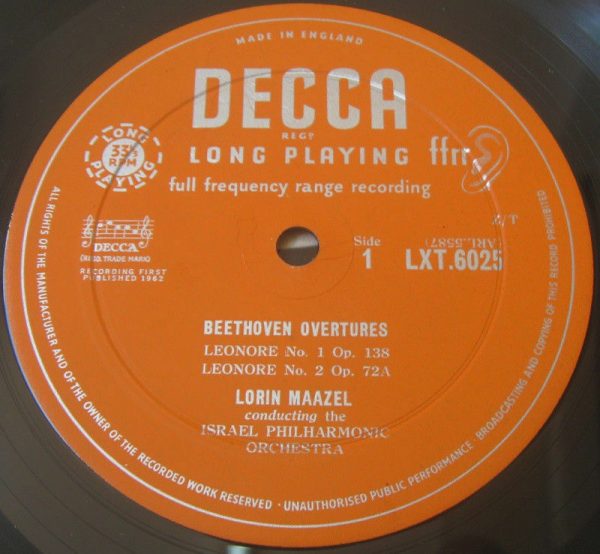 MADE IN ENGLAND
DECCA
REGD
LONG PLAYING ffrr
full frequency range recording
LONG
33⅓
RPM
PLAYING
DECCA
(REGD. TRADE MARK)
RECORDING FIRST
PUBLISHED 1962
T/Z
(ARL.5587)
Side
1
LXT.6025
BEETHOVEN OVERTURES
LEONORE No. 1 Op. 138
LEONORE No. 2 Op. 72A
LORIN MAAZEL
conducting the
ISRAEL PHILHARMONIC
ORCHESTRA
ALL RIGHTS OF THE MANUFACTURER AND OF THE OWNER OF THE RECORDED WORK RESERVED · UNAUTHORISED PUBLIC PERFORMANCE · BROADCASTING AND COPYING OF THIS RECORD PROHIBITED